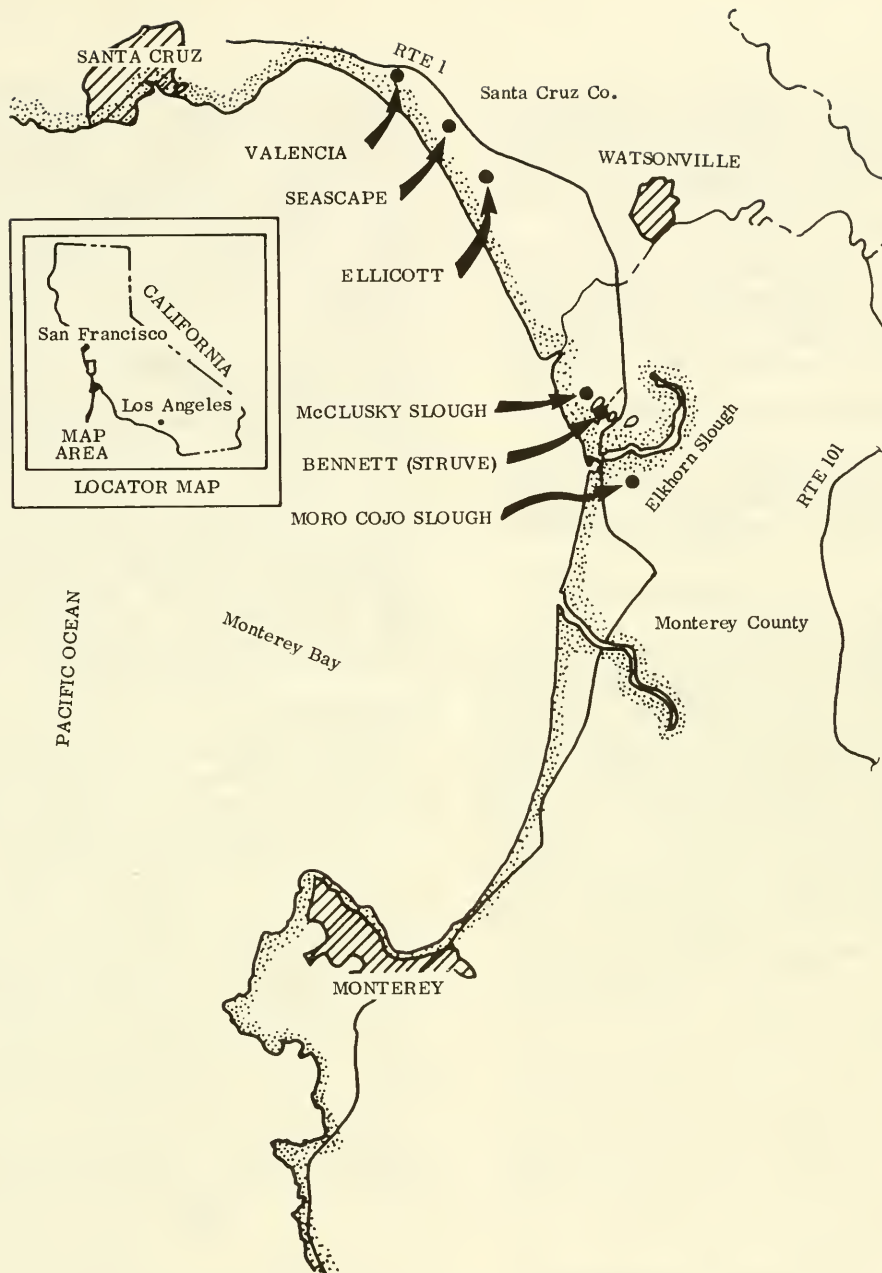 SANTA CRUZ
RTE 1
Santa Cruz Co.
VALENCIA
WATSONVILLE
SEASCAPE
ELLICOTT
CALIFORNIA
San Francisco
Los Angeles
MAP
AREA
LOCATOR MAP
McCLUSKY SLOUGH
BENNETT (STRUVE)
Elkhorn Slough
RTE 101
MORO COJO SLOUGH
PACIFIC OCEAN
Monterey Bay
Monterey County
MONTEREY